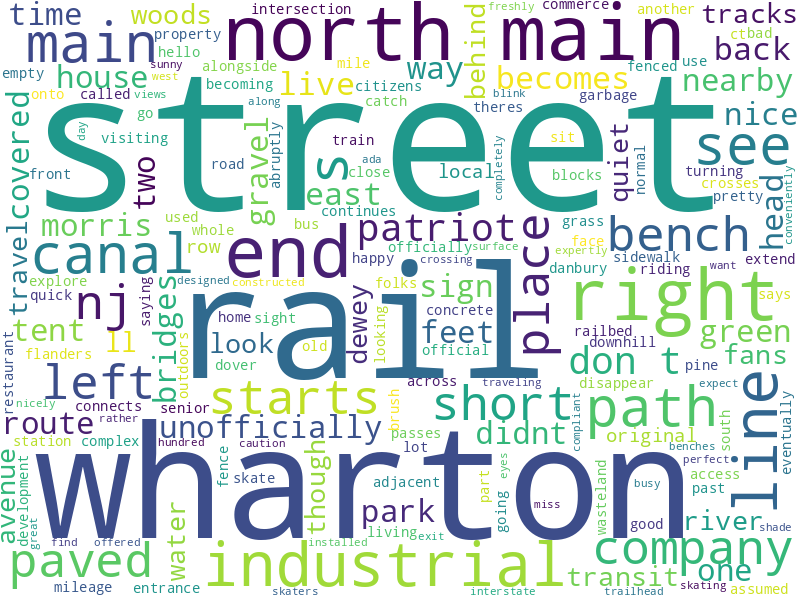 time
woods
main
north main
intersection
commerce
another
freshly
tracks
ct
bad
back
property
hello
sunny
behind
alongside
mile
fenced
use
empty
house
becoming
live
way
becomes
nearby
west
called
onto
views
citizens
theres
garbage
go
catch
blink
along
street
nice
covered
visiting
day
two
gravel
abruptly
train
ada
close
s
local
completely
sit
blocks
quiet
normal
turning
crosses
pretty
see
conveniently
front
road
east
continues
used
whole
bus
patriot
grass
bench
head
travel
morris
row
officially
surface
face
sidewalk
canal
end
happy
crossing
expertly
place
danbury
riding
extend
explore
designed
constructed
folks
sign
want
says
quick
nj
saying
bridges
home
sight
rail
concrete
right
tent
ll
look
dewey
looking
feet
railbed
downhill
green
flanders
outdoors
dover
old
official
don t
disappear
pine
fans
restaurant
left
starts
across
traveling
short
path
line
expect
nicely
connects
rather
senior
brush
compliant
benches
perfect
route
unofficially
passes
didnt
original
south
eventually
avenue
station
complex
hundred
caution
lot
access
past
development
wharton
fence
skate
though
adjacent
part
eyes
going
wasteland
busy
great
water
park
miss
good
river
shade
find
offered
installed
living
exit
company
one
paved
industrial
transit
mileage
entrance
skaters
interstate
trailhead
skating
assumed